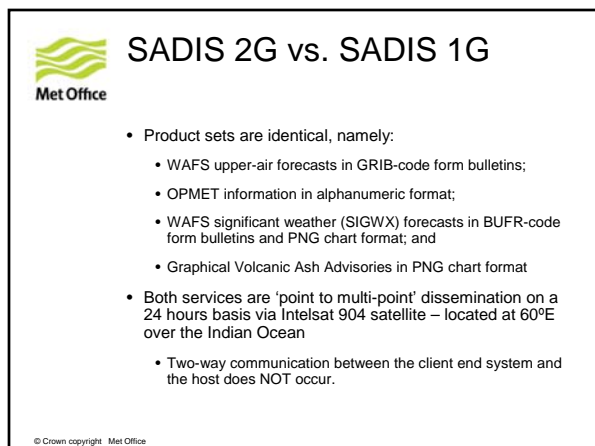 SADIS 2G vs. SADIS 1G
Met Office
• Product sets are identical, namely:
• WAFS upper-air forecasts in GRIB-code form bulletins;
• OPMET information in alphanumeric format;
• WAFS significant weather (SIGWX) forecasts in BUFR-code
form bulletins and PNG chart format; and
• Graphical Volcanic Ash Advisories in PNG chart format
• Both services are ‘point to multi-point’ dissemination on a
24 hours basis via Intelsat 904 satellite – located at 60ºE
over the Indian Ocean
• Two-way communication between the client end system and
the host does NOT occur.
© Crown copyright Met Office